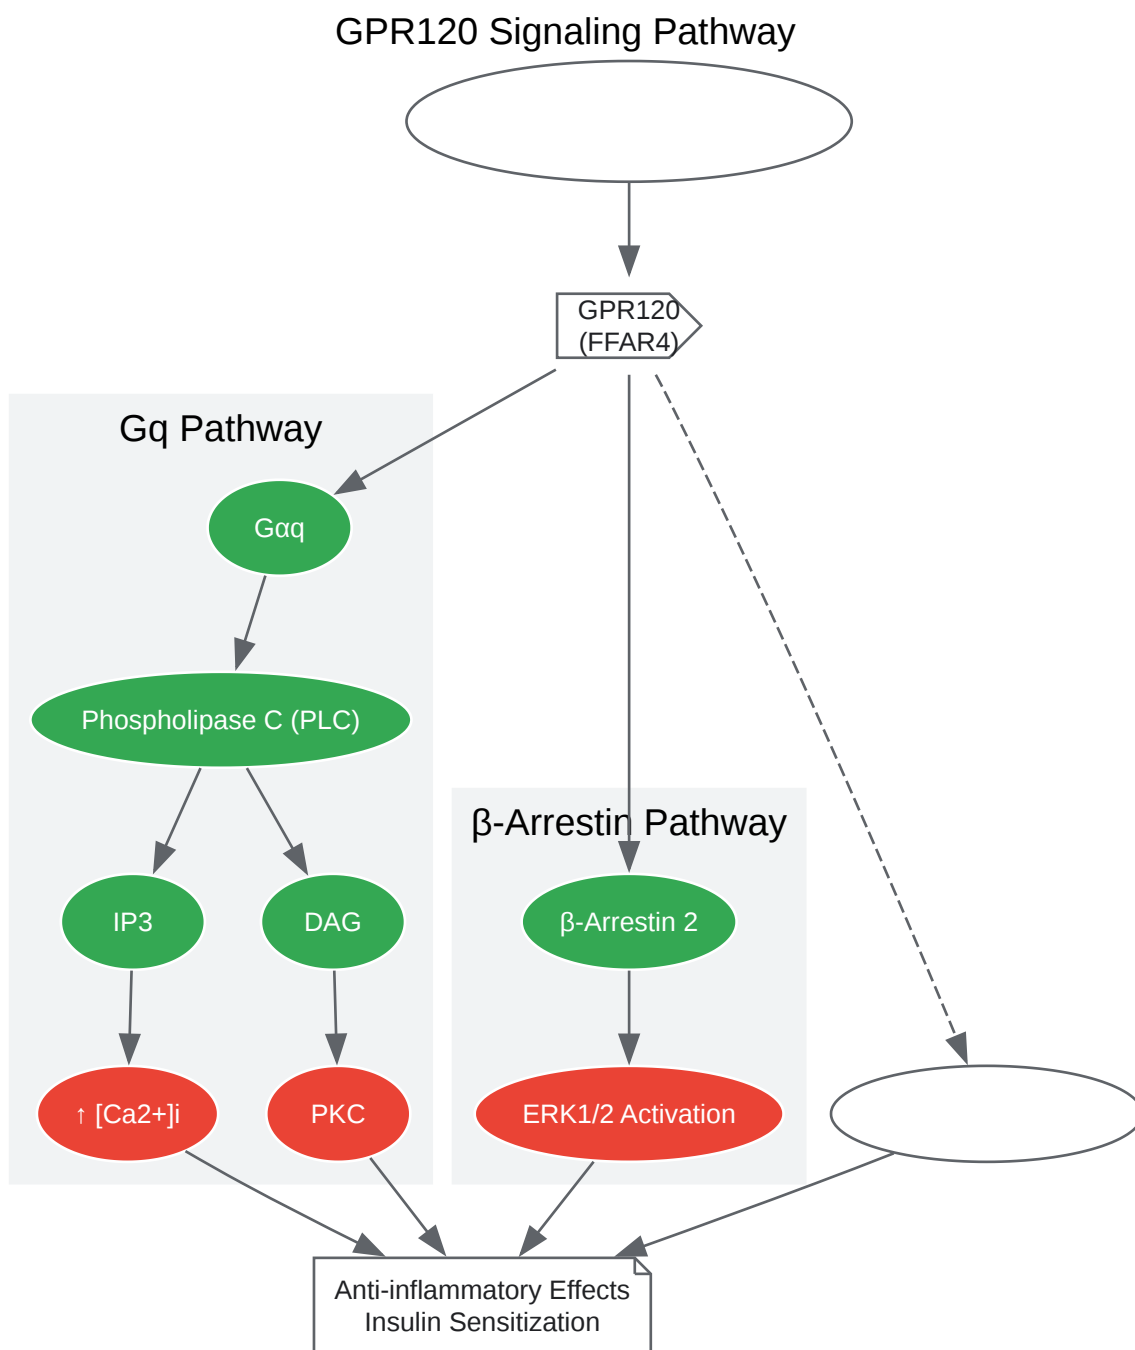 GPR120 Signaling Pathway
GPR120
(FFAR4)
Gq Pathway
Gαq
Phospholipase C (PLC)
β-Arrestin Pathway
IP3
DAG
β-Arrestin 2
↑ [Ca2+]i
PKC
ERK1/2 Activation
Anti-inflammatory Effects
Insulin Sensitization